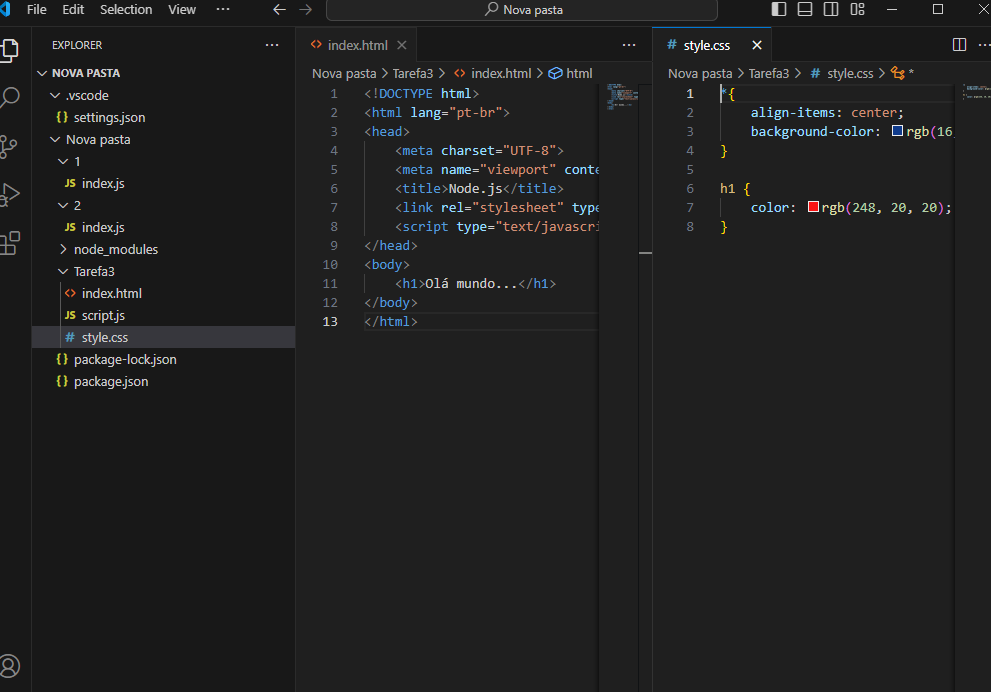 File Edit Selection View ··· Nova pasta
EXPLORER ···
NOVA PASTA
.vscode
{} settings.json
Nova pasta
1
JS index.js
2
JS index.js
node_modules
Tarefa3
<> index.html
JS script.js
# style.css
{} package-lock.json
{} package.json
<> index.html ···
Nova pasta > Tarefa3 > <> index.html > html
1 <!DOCTYPE html>
2 <html lang="pt-br">
3 <head>
4 <meta charset="UTF-8">
5 <meta name="viewport" conte
6 <title>Node.js</title>
7 <link rel="stylesheet" type
8 <script type="text/javascri
9 </head>
10 <body>
11 <h1>Olá mundo...</h1>
12 </body>
13 </html>
# style.css ···
Nova pasta > Tarefa3 > # style.css > *
1 *{
2 align-items: center;
3 background-color: rgb(16,
4 }
5
6 h1 {
7 color: rgb(248, 20, 20);
8 }